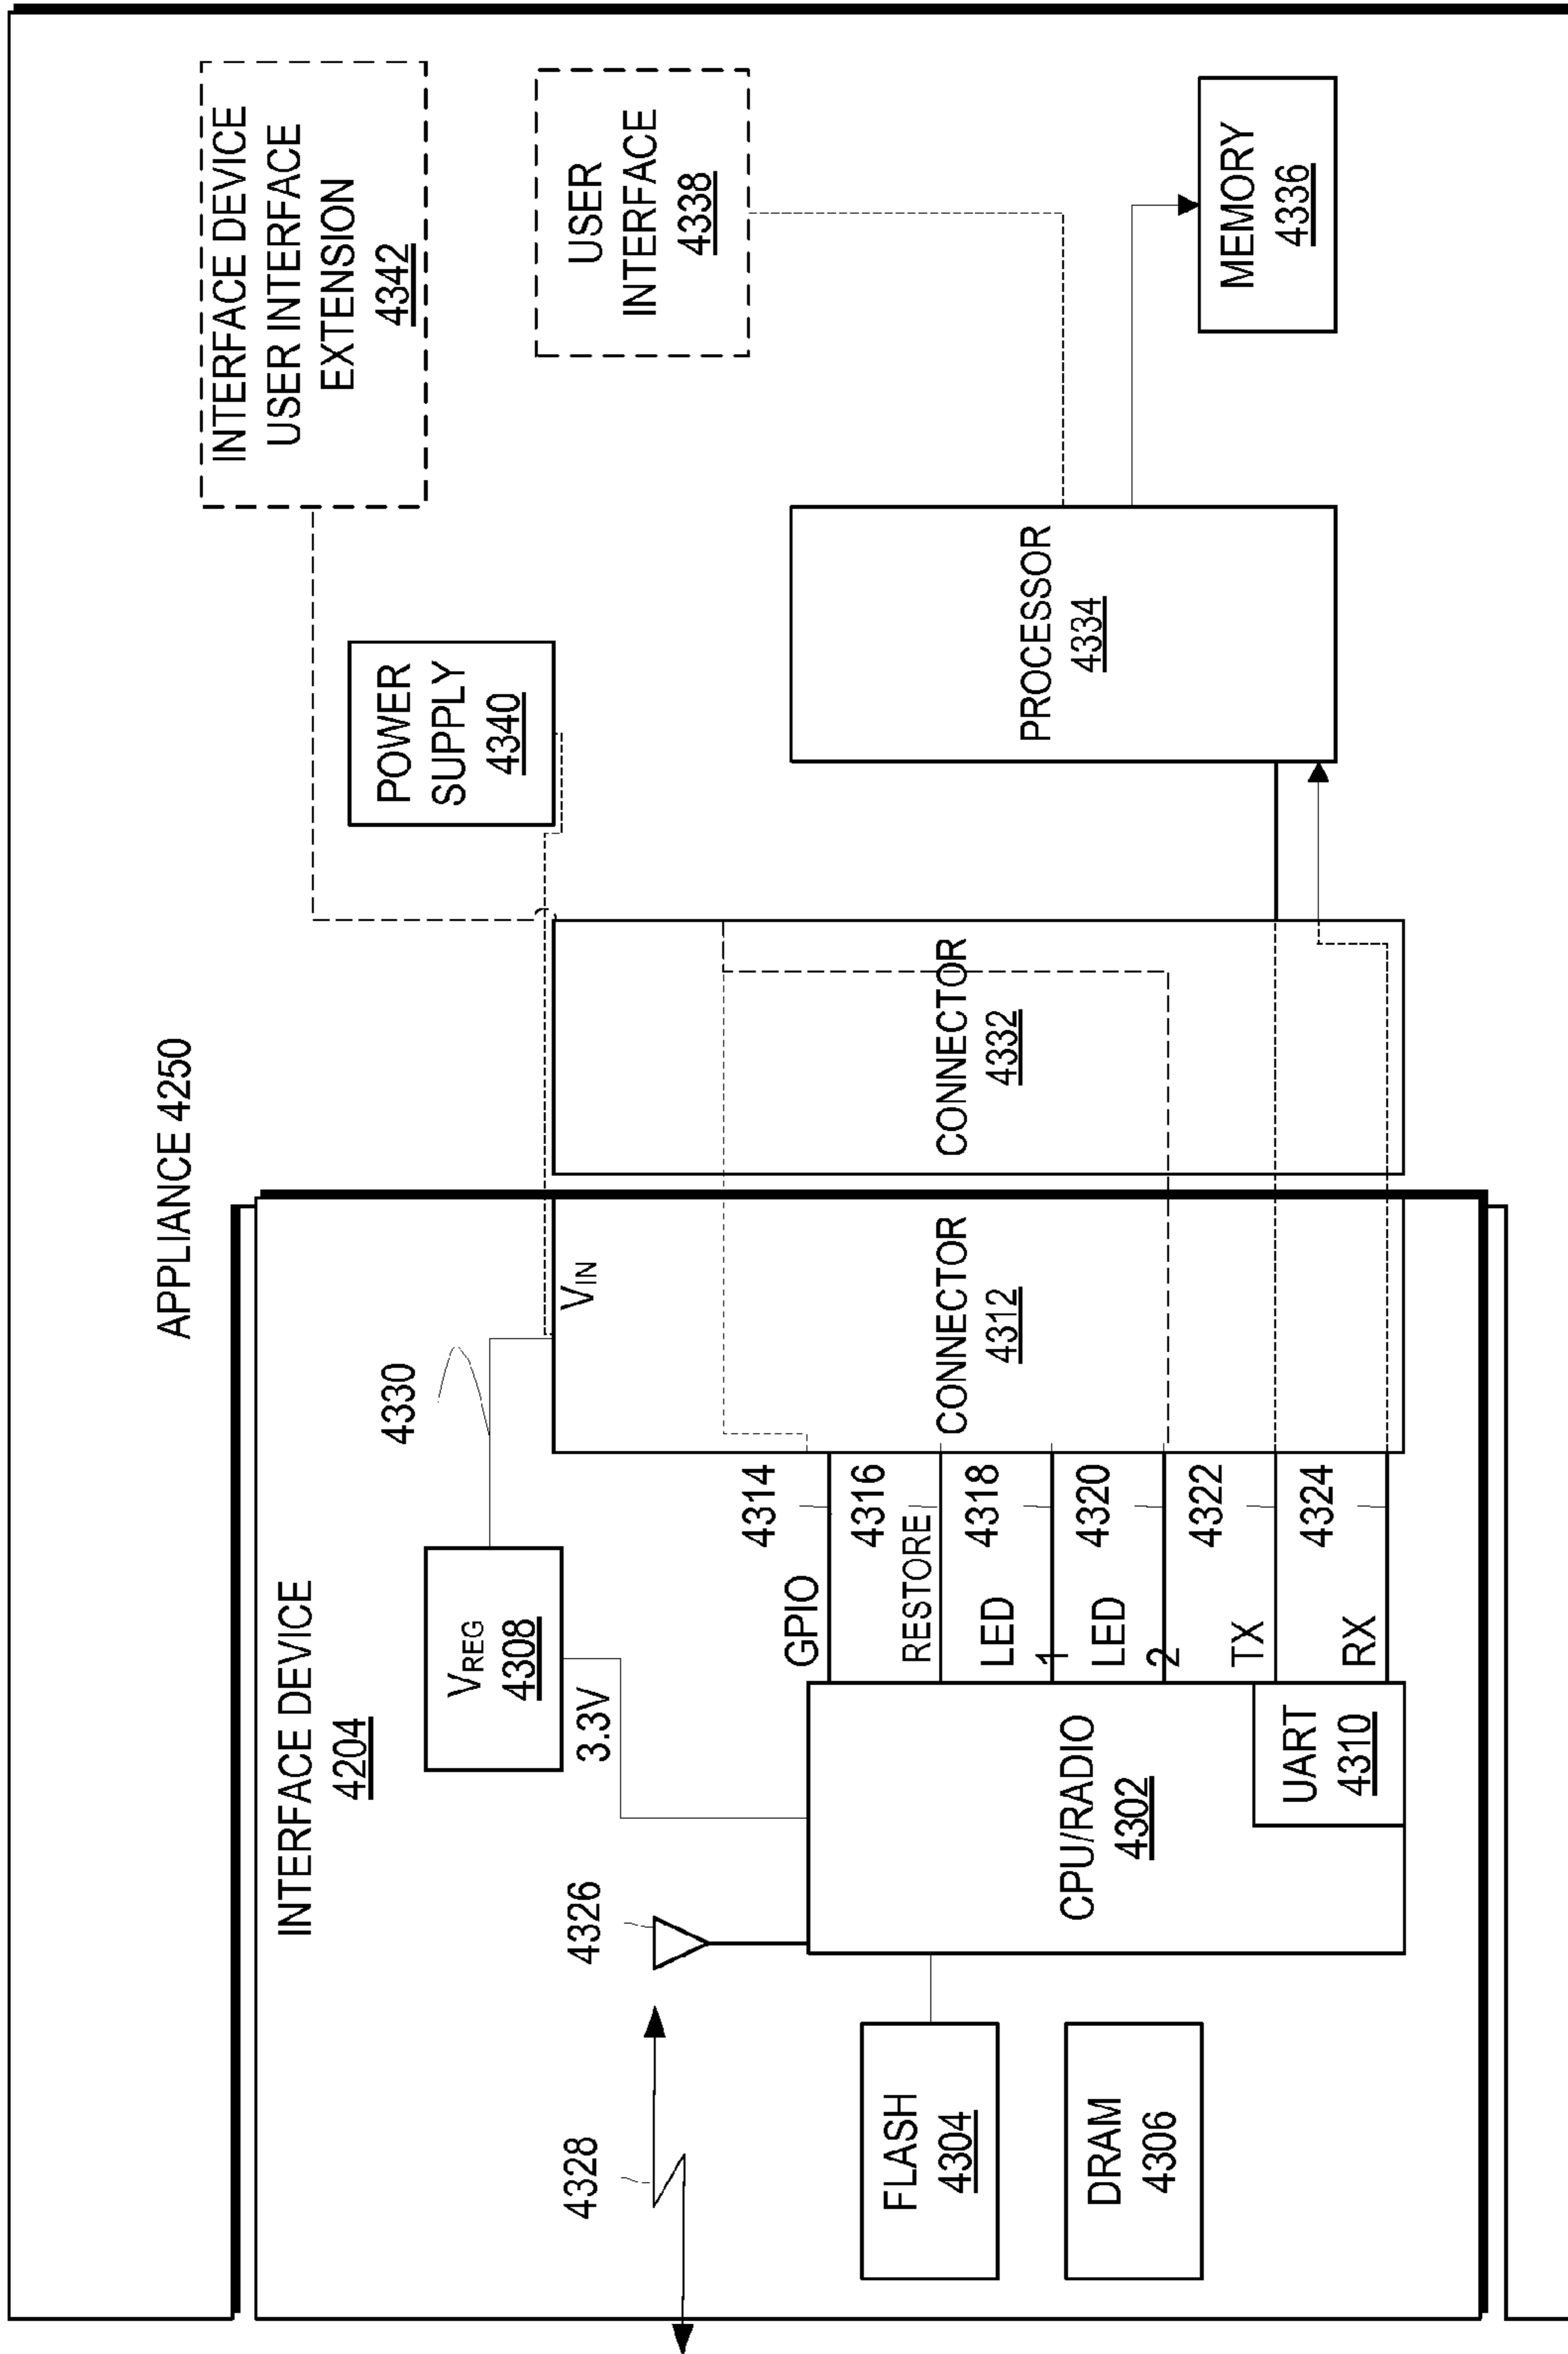 APPLIANCE 4250
INTERFACE DEVICE
4204
INTERFACE DEVICE
USER INTERFACE
EXTENSION
4342
4330
POWER
SUPPLY
4340
VREG
4308
3.3V
VIN
USER
INTERFACE
4338
4328
4326
GPIO
4314
RESTORE
4316
LED
1
4318
LED
2
4320
TX
4322
RX
4324
FLASH
4304
DRAM
4306
CPU/RADIO
4302
UART
4310
CONNECTOR
4312
CONNECTOR
4332
PROCESSOR
4334
MEMORY
4336